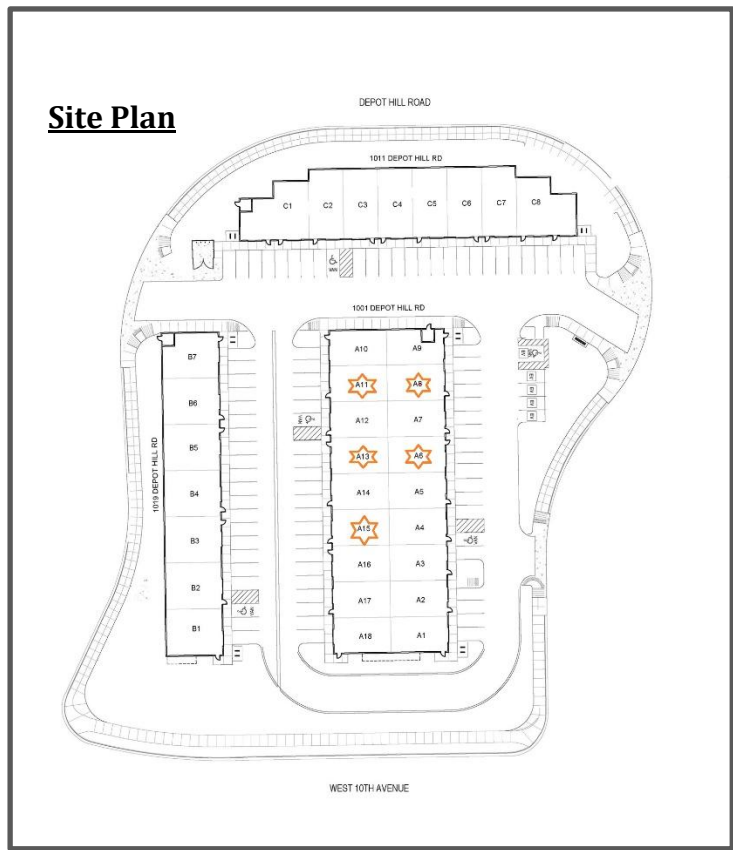 DEPOT HILL ROAD
Site Plan
1011 DEPOT HILL RD
C1 C2 C3 C4 C5 C6 C7 C8
1001 DEPOT HILL RD
1019 DEPOT HILL RD
B7
B6
B5
B4
B3
B2
B1
A10 A9
A11 A8
A12 A7
A13 A6
A14 A5
A15 A4
A16 A3
A17 A2
A18 A1
WEST 10TH AVENUE